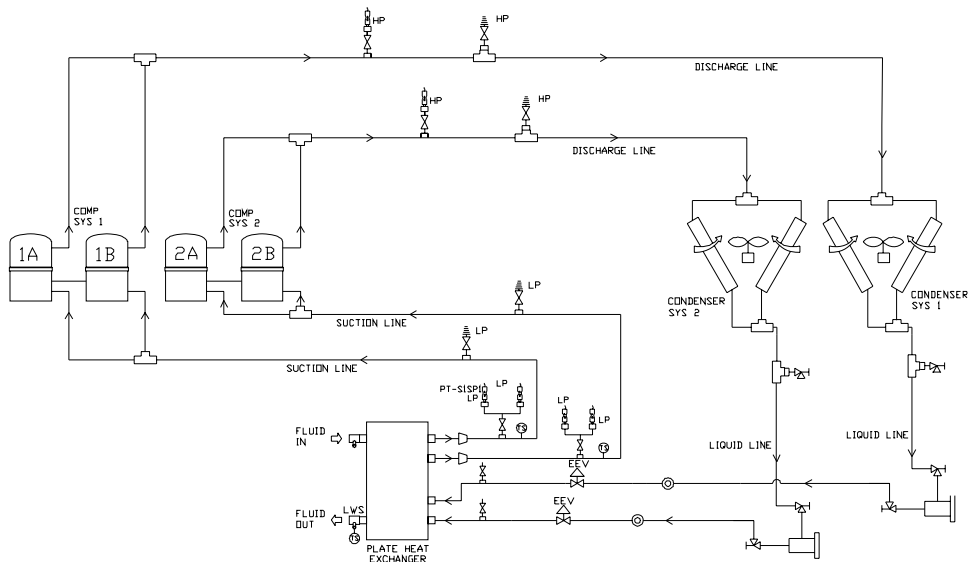 HP
HP
DISCHARGE LINE
HP
HP
DISCHARGE LINE
COMP
SYS 1
COMP
SYS 2
1A
1B
2A
2B
LP
SUCTION LINE
LP
SUCTION LINE
CONDENSER
SYS 2
CONDENSER
SYS 1
PT-S1SP1
LP
LP
LP
LP
TS
TS
FLUID
IN
LIQUID LINE
LIQUID LINE
EEV
EEV
FLUID
OUT
LWS
TS
PLATE HEAT
EXCHANGER